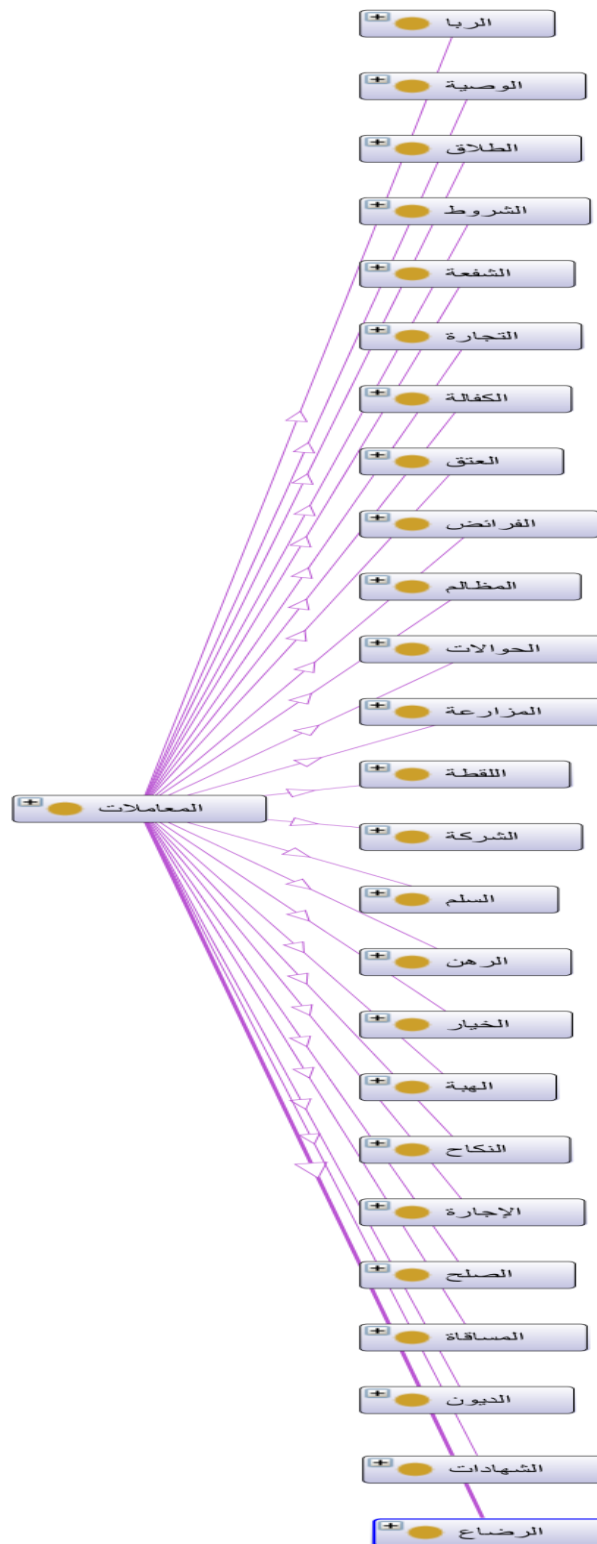 الربا
الوصية
الطلاق
الشروط
الشفعة
التجارة
الكفالة
العتق
الفرائض
المظالم
الحوالات
المزارعة
اللقطة
المعاملات
الشركة
السلم
الرهن
الخيار
الهبة
النكاح
الإجارة
الصلح
المساقاة
الديون
الشهادات
الرضاع